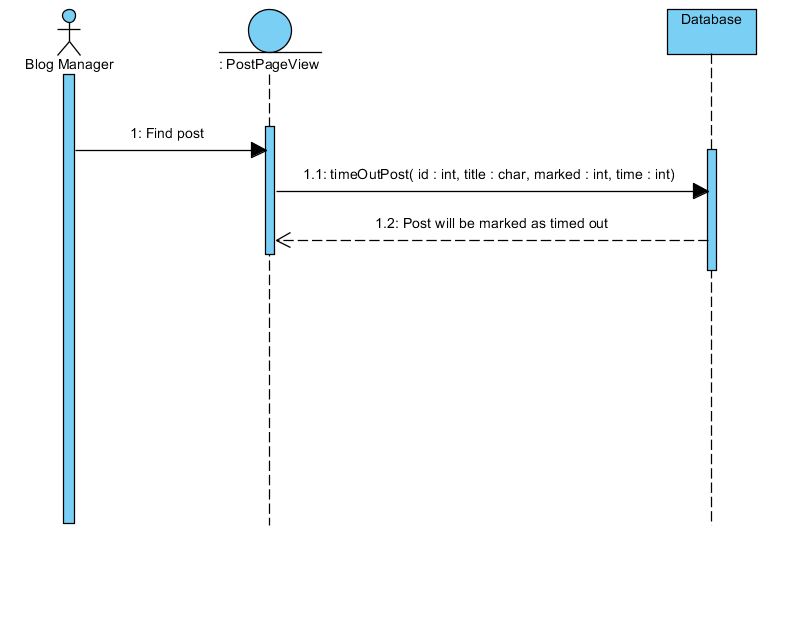 Database
Blog Manager
: PostPageView
1: Find post
1.1: timeOutPost( id : int, title : char, marked : int, time : int)
1.2: Post will be marked as timed out